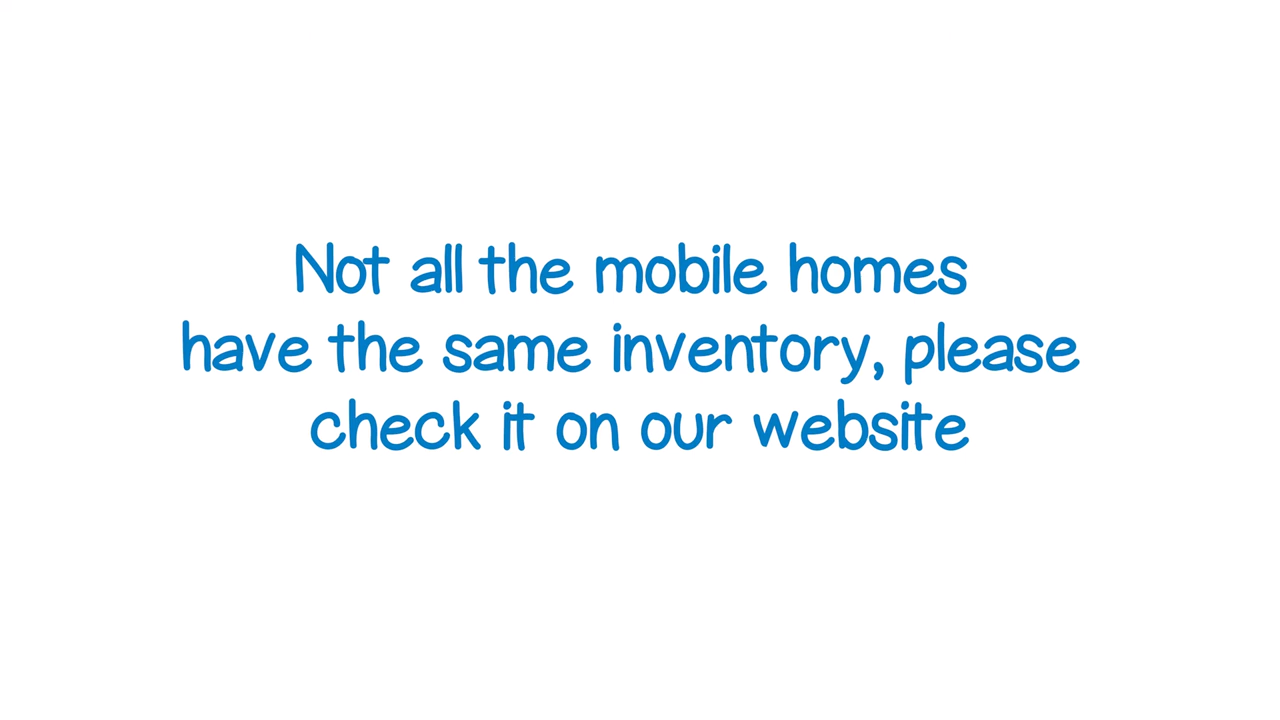 Not all the mobile homes
have the same inventory, please
check it on our website